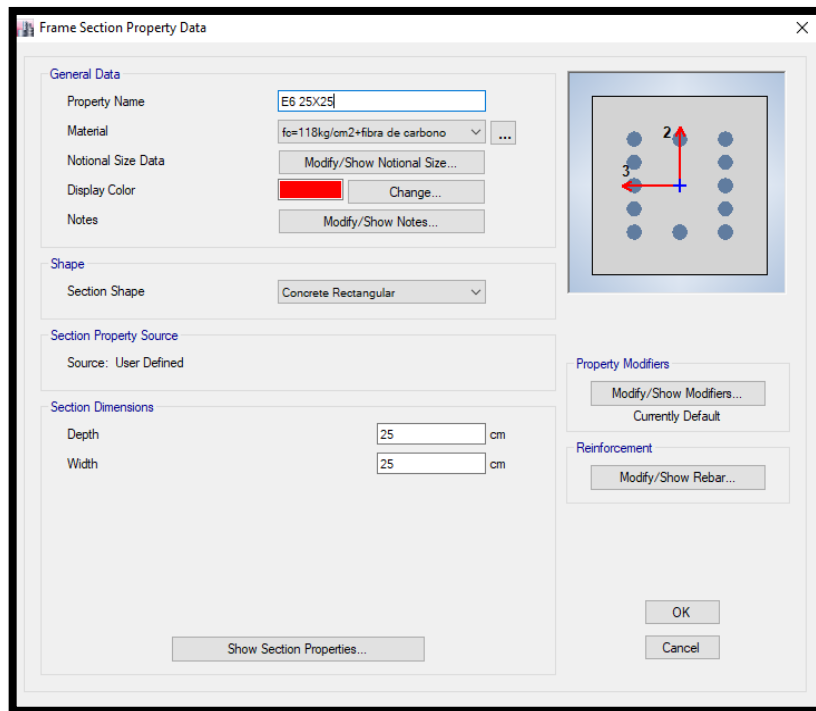 Frame Section Property Data
General Data
Property Name E6 25X25
Material fc=118kg/cm2+fibra de carbono ...
Notional Size Data Modify/Show Notional Size...
Display Color Change...
Notes Modify/Show Notes...
2
3
Shape
Section Shape Concrete Rectangular
Section Property Source
Source: User Defined
Property Modifiers
Modify/Show Modifiers...
Currently Default
Section Dimensions
Depth 25 cm
Width 25 cm
Reinforcement
Modify/Show Rebar...
OK
Show Section Properties...
Cancel